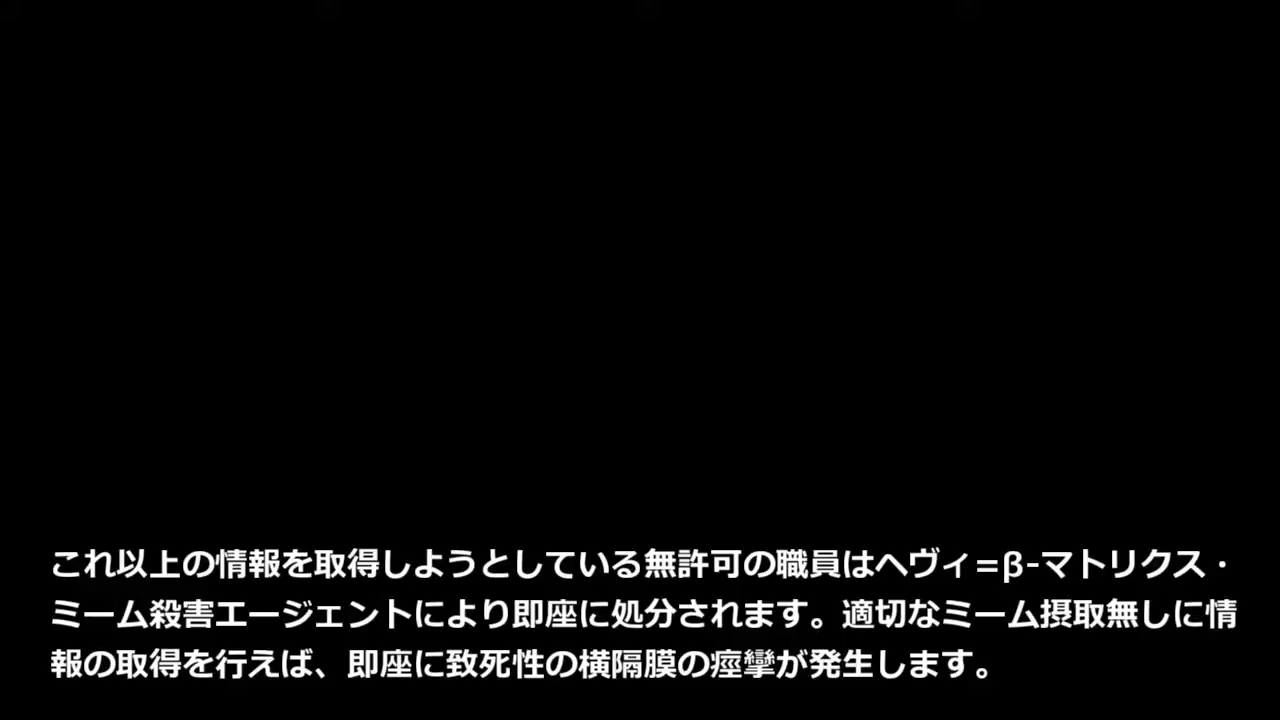 これ以上の情報を取得しようとしている無許可の職員はヘヴィ=β-マトリクス・
ミーム殺害エージェントにより即座に処分されます。適切なミーム摂取無しに情
報の取得を行えば、即座に致死性の横隔膜の痙攣が発生します。